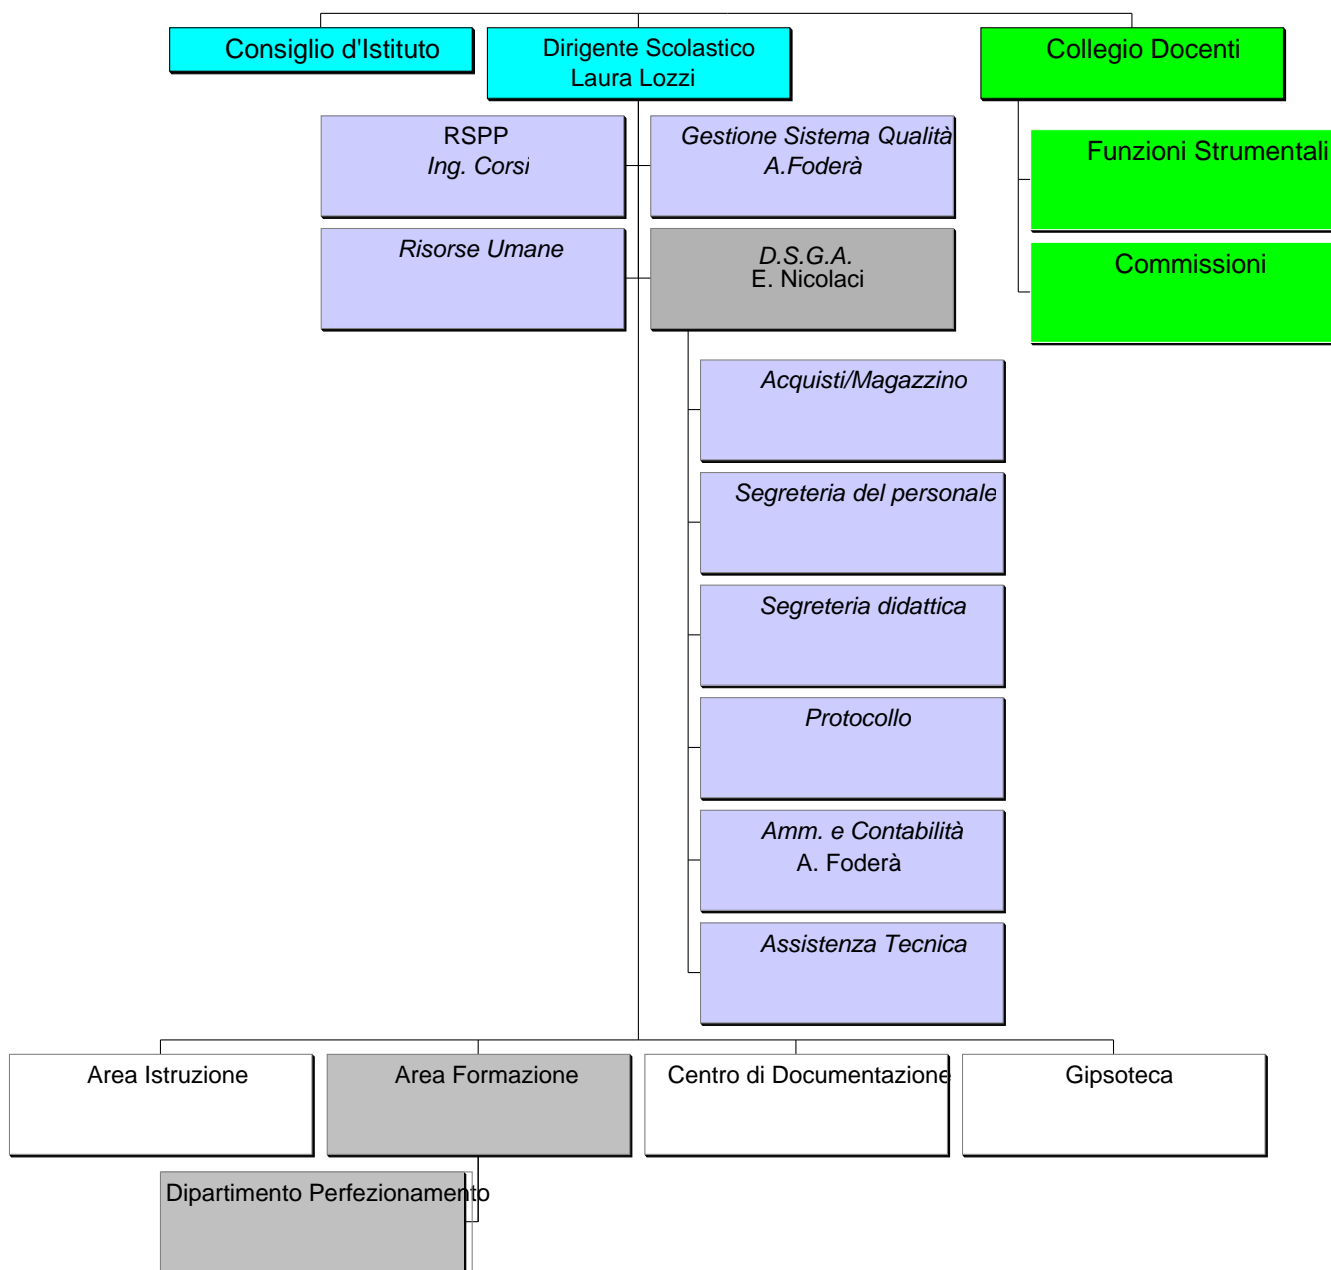 Consiglio d'Istituto
Dirigente Scolastico
Laura Lozzi
Collegio Docenti
RSPP
Ing. Corsi
Gestione Sistema Qualità
A.Foderà
Funzioni Strumentali
Risorse Umane
D.S.G.A.
E. Nicolaci
Commissioni
Acquisti/Magazzino
Segreteria del personale
Segreteria didattica
Protocollo
Amm. e Contabilità
A. Foderà
Assistenza Tecnica
Area Istruzione
Area Formazione
Centro di Documentazione
Gipsoteca
Dipartimento Perfezionamento